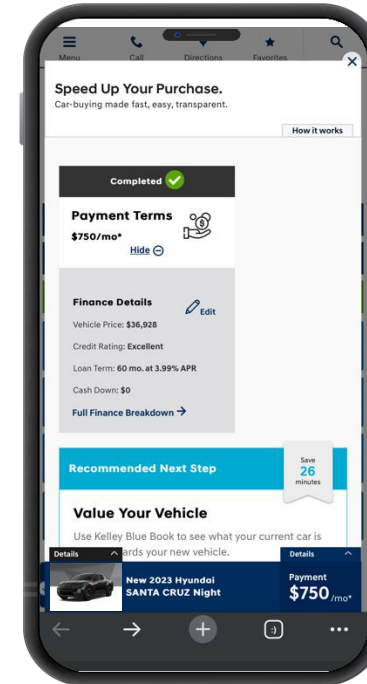 Menu
Call
Directions
Favorites
Speed Up Your Purchase.
Car-buying made fast, easy, transparent.
How it works
Completed
Payment Terms
$750/mo*
Hide
Finance Details
Edit
Vehicle Price: $36,928
Credit Rating: Excellent
Loan Term: 60 mo. at 3.99% APR
Cash Down: $0
Full Finance Breakdown →
Recommended Next Step
Save
26
minutes
Value Your Vehicle
Use Kelley Blue Book to see what your current car is
ards your new vehicle.
Details
Details
New 2023 Hyundai
SANTA CRUZ Night
Payment
$750 /mo*
:)